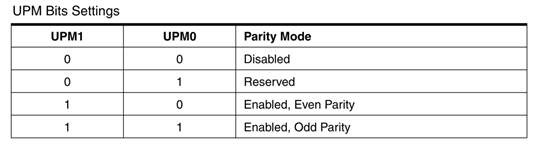 UPM Bits Settings
UPM1 UPM0 Parity Mode
0 0 Disabled
0 1 Reserved
1 0 Enabled, Even Parity
1 1 Enabled, Odd Parity